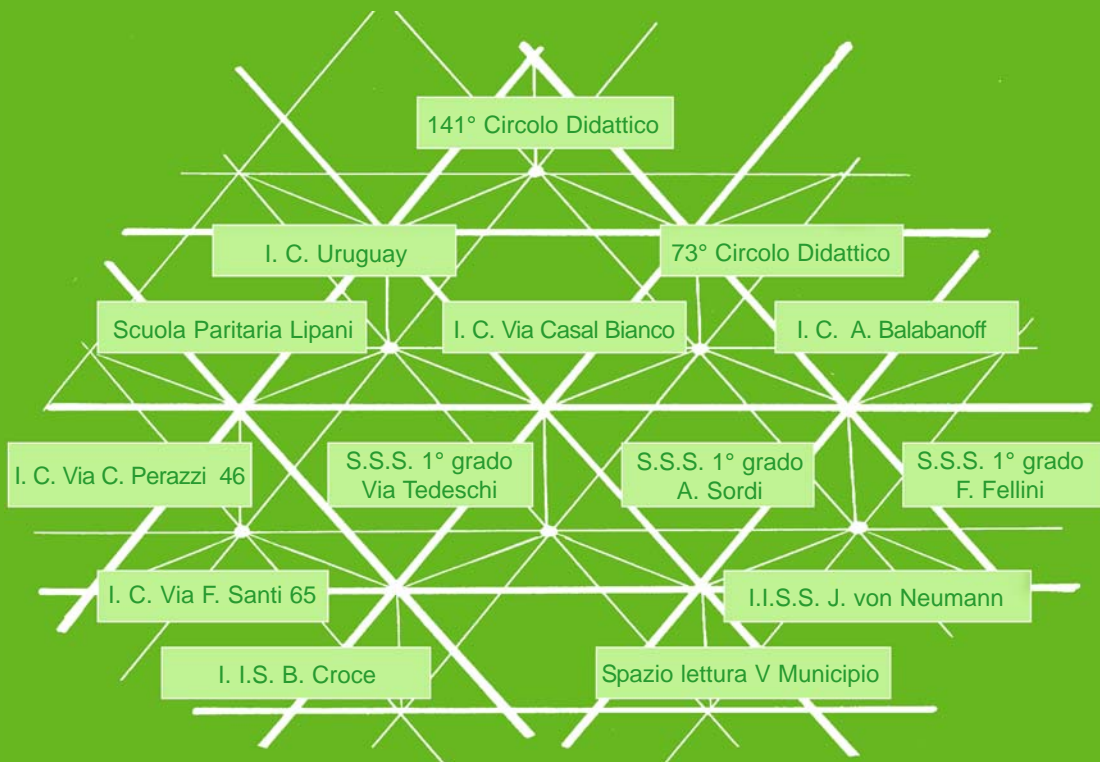 141° Circolo Didattico
I. C. Uruguay
73° Circolo Didattico
Scuola Paritaria Lipani
I. C. Via Casal Bianco
I. C. A. Balabanoff
I. C. Via C. Perazzi 46
S.S.S. 1° grado
Via Tedeschi
S.S.S. 1° grado
A. Sordi
S.S.S. 1° grado
F. Fellini
I. C. Via F. Santi 65
I.I.S.S. J. von Neumann
I. I.S. B. Croce
Spazio lettura V Municipio